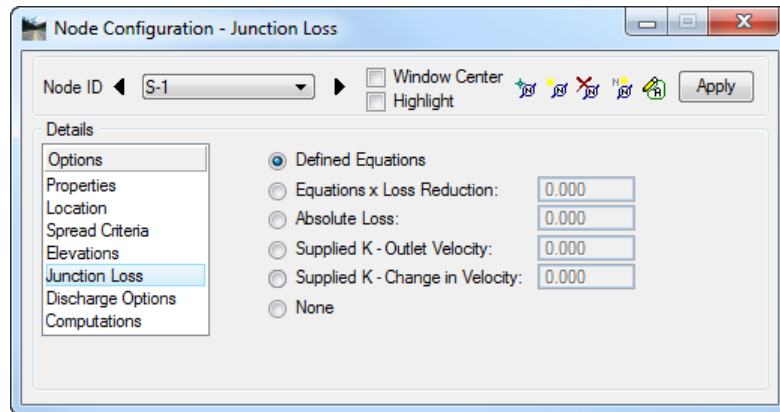 Node Configuration - Junction Loss
Node ID S-1 Window Center Apply
Highlight
Details
Options
Properties
Location
Spread Criteria
Elevations
Junction Loss
Discharge Options
Computations
Defined Equations
Equations x Loss Reduction: 0.000
Absolute Loss: 0.000
Supplied K - Outlet Velocity: 0.000
Supplied K - Change in Velocity: 0.000
None